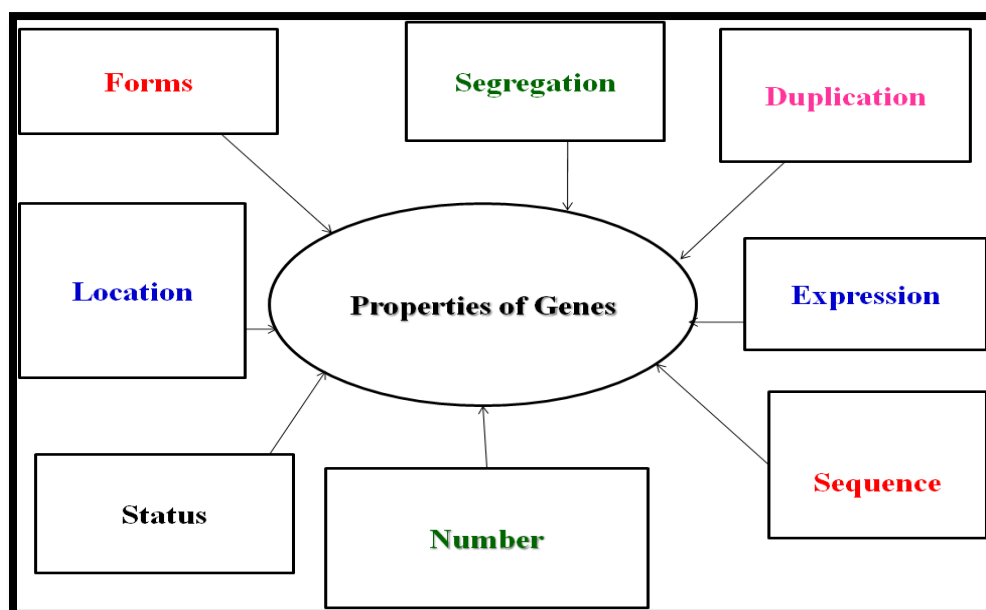 Forms
Segregation
Duplication
Location
Properties of Genes
Expression
Status
Number
Sequence